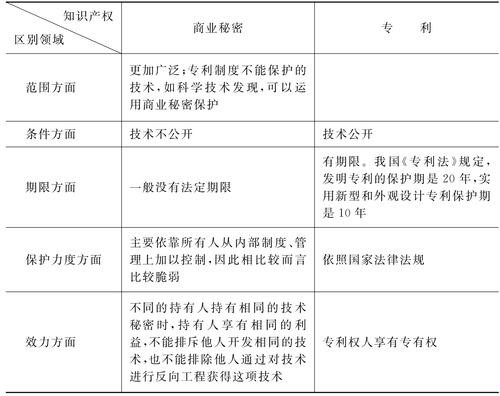 知识产权
区别领域
商业秘密
专 利
范围方面
更加广泛;专利制度不能保护的
技术,如科学技术发现,可以运
用商业秘密保护
条件方面
技术不公开
技术公开
期限方面
一般没有法定期限
有期限。我国《专利法》规定,
发明专利的保护期是 20 年,实
用新型和外观设计专利保护期
是 10 年
保护力度方面
主要依靠所有人从内部制度、管
理上加以控制,因此相比较而言
比较脆弱
依照国家法律法规
效力方面
不同的持有人持有相同的技术
秘密时,持有人享有相同的利
益,不能排斥他人开发相同的技
术,也不能排除他人通过对技术
进行反向工程获得这项技术
专利权人享有专有权